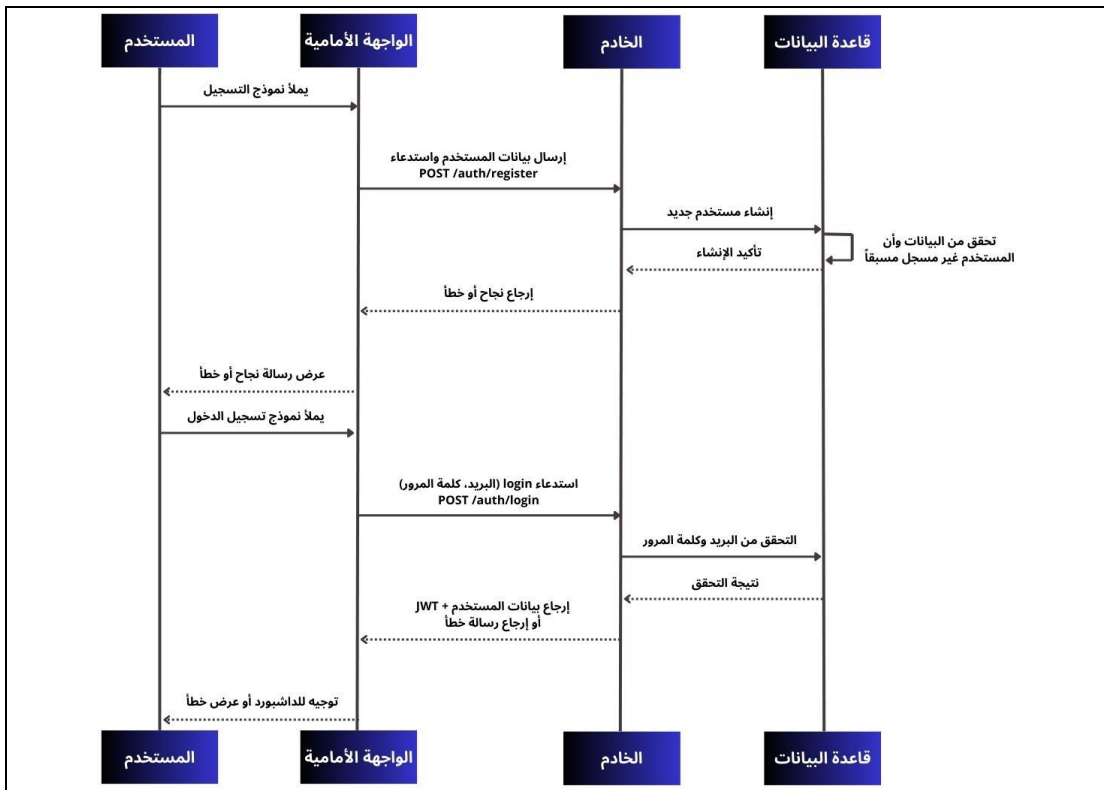 المستخدم
الواجهة الأمامية
الخادم
قاعدة البيانات
يملأ نموذج التسجيل
إرسال بيانات المستخدم واستدعاء
POST /auth/register
إنشاء مستخدم جديد
تحقق من البيانات وأن
المستخدم غير مسجل مسبقاً
تأكيد الإنشاء
إرجاع نجاح أو خطأ
عرض رسالة نجاح أو خطأ
يملأ نموذج تسجيل الدخول
استدعاء login (البريد، كلمة المرور)
POST /auth/login
التحقق من البريد وكلمة المرور
نتيجة التحقق
إرجاع بيانات المستخدم + JWT
أو إرجاع رسالة خطأ
توجيه للداشبورد أو عرض خطأ
المستخدم
الواجهة الأمامية
الخادم
قاعدة البيانات